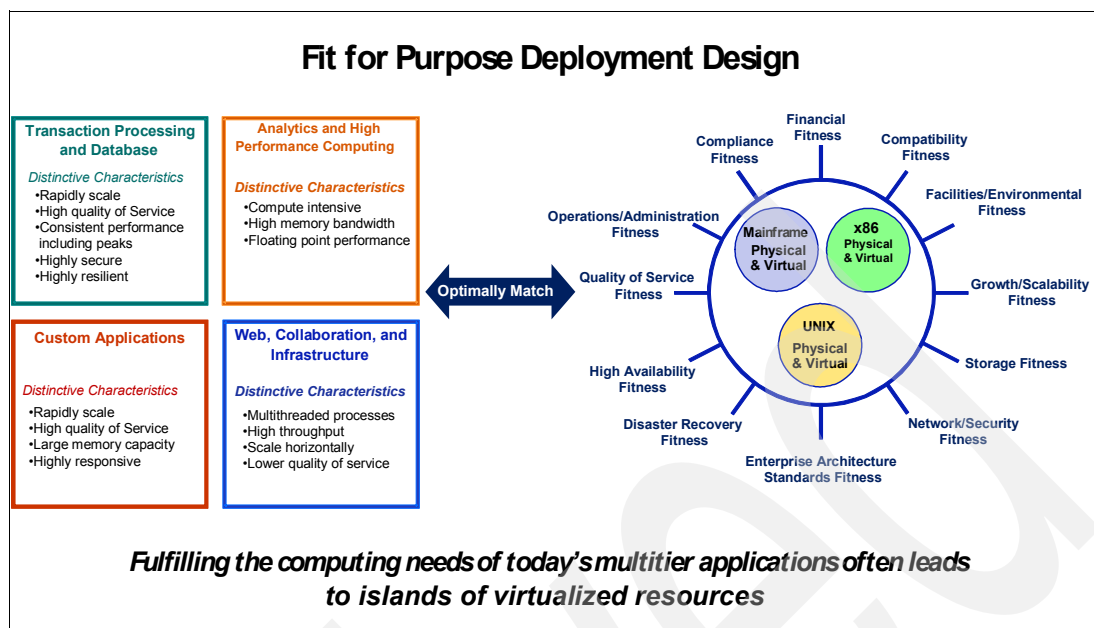 Fit for Purpose Deployment Design
Transaction Processing
and Database
Distinctive Characteristics
•Rapidly scale
•High quality of Service
•Consistent performance
including peaks
•Highly secure
•Highly resilient
Analytics and High
Performance Computing
Distinctive Characteristics
•Compute intensive
•High memory bandwidth
•Floating point performance
Custom Applications
Distinctive Characteristics
•Rapidly scale
•High quality of Service
•Large memory capacity
•Highly responsive
Web, Collaboration, and
Infrastructure
Distinctive Characteristics
•Multithreaded processes
•High throughput
•Scale horizontally
•Lower quality of service
Optimally Match
Financial
Fitness
Compliance
Fitness
Compatibility
Fitness
Operations/Administration
Fitness
Facilities/Environmental
Fitness
Quality of Service
Fitness
Growth/Scalability
Fitness
High Availability
Fitness
Storage Fitness
Disaster Recovery
Fitness
Network/Security
Fitness
Enterprise Architecture
Standards Fitness
Mainframe
Physical
& Virtual
x86
Physical
& Virtual
UNIX
Physical
& Virtual
Fulfilling the computing needs of today's multitier applications often leads
to islands of virtualized resources